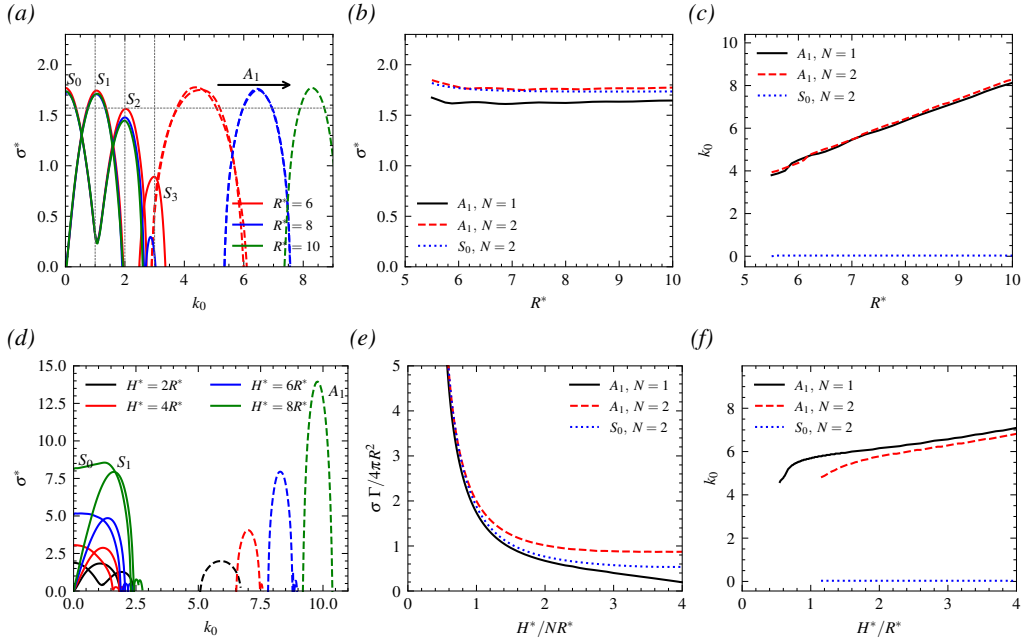 (a)
σ*
2.0
1.5
1.0
0.5
0.0
S₀
S₁
S₂
S₃
A₁
R* = 6
R* = 8
R* = 10
0 2 4 6 8
k₀
(b)
σ*
2.0
1.5
1.0
0.5
0.0
A₁, N = 1
A₁, N = 2
S₀, N = 2
5 6 7 8 9 10
R*
(c)
k₀
10
8
6
4
2
0
A₁, N = 1
A₁, N = 2
S₀, N = 2
5 6 7 8 9 10
R*
(d)
σ*
15.0
12.5
10.0
7.5
5.0
2.5
0.0
H* = 2R*
H* = 4R*
H* = 6R*
H* = 8R*
A₁
S₀
S₁
0.0 2.5 5.0 7.5 10.0
k₀
(e)
σ Γ/4πR²
5
4
3
2
1
0
A₁, N = 1
A₁, N = 2
S₀, N = 2
0 1 2 3 4
H*/NR*
(f)
k₀
9
6
3
0
A₁, N = 1
A₁, N = 2
S₀, N = 2
0 1 2 3 4
H*/R*